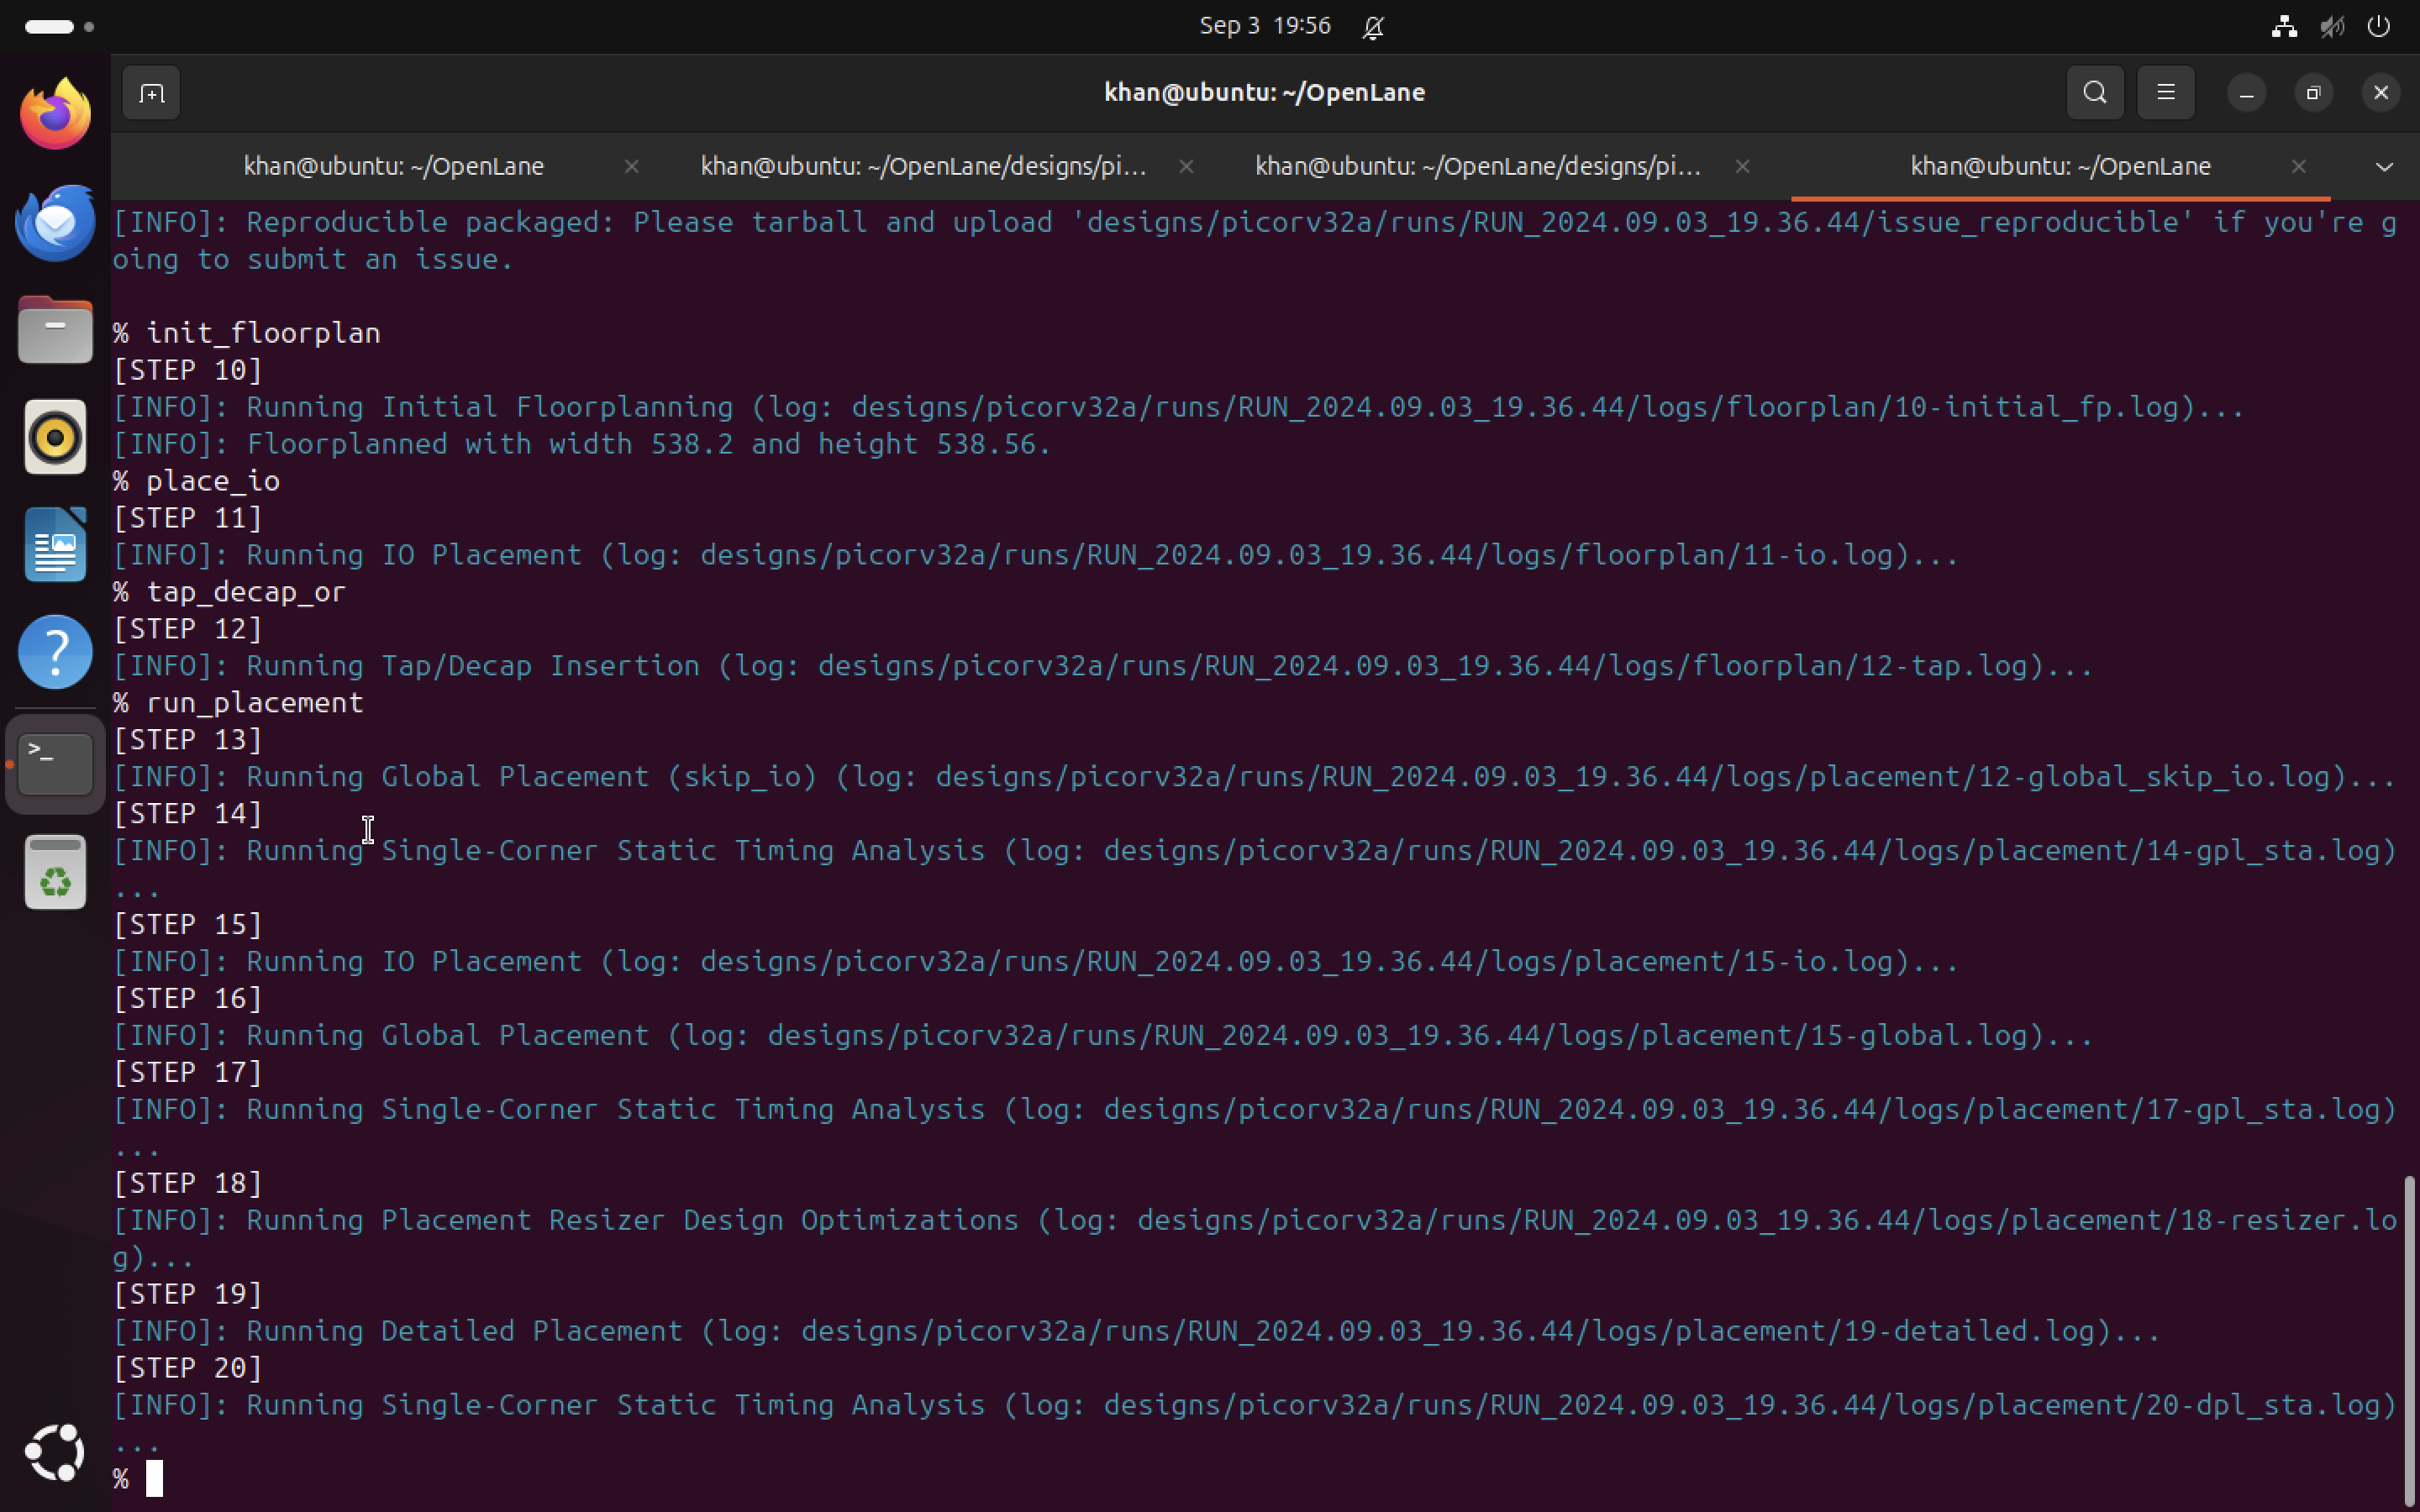 Sep 3 19:56
khan@ubuntu: ~/OpenLane
khan@ubuntu: ~/OpenLane
khan@ubuntu: ~/OpenLane/designs/pi...
khan@ubuntu: ~/OpenLane/designs/pi...
khan@ubuntu: ~/OpenLane
[INFO]: Reproducible packaged: Please tarball and upload 'designs/picorv32a/runs/RUN_2024.09.03_19.36.44/issue_reproducible' if you're g
oing to submit an issue.
% init_floorplan
[STEP 10]
[INFO]: Running Initial Floorplanning (log: designs/picorv32a/runs/RUN_2024.09.03_19.36.44/logs/floorplan/10-initial_fp.log)...
[INFO]: Floorplanned with width 538.2 and height 538.56.
% place_io
[STEP 11]
[INFO]: Running IO Placement (log: designs/picorv32a/runs/RUN_2024.09.03_19.36.44/logs/floorplan/11-io.log)...
% tap_decap_or
[STEP 12]
[INFO]: Running Tap/Decap Insertion (log: designs/picorv32a/runs/RUN_2024.09.03_19.36.44/logs/floorplan/12-tap.log)...
% run_placement
[STEP 13]
[INFO]: Running Global Placement (skip_io) (log: designs/picorv32a/runs/RUN_2024.09.03_19.36.44/logs/placement/12-global_skip_io.log)...
[STEP 14]
[INFO]: Running Single-Corner Static Timing Analysis (log: designs/picorv32a/runs/RUN_2024.09.03_19.36.44/logs/placement/14-gpl_sta.log)
...
[STEP 15]
[INFO]: Running IO Placement (log: designs/picorv32a/runs/RUN_2024.09.03_19.36.44/logs/placement/15-io.log)...
[STEP 16]
[INFO]: Running Global Placement (log: designs/picorv32a/runs/RUN_2024.09.03_19.36.44/logs/placement/15-global.log)...
[STEP 17]
[INFO]: Running Single-Corner Static Timing Analysis (log: designs/picorv32a/runs/RUN_2024.09.03_19.36.44/logs/placement/17-gpl_sta.log)
...
[STEP 18]
[INFO]: Running Placement Resizer Design Optimizations (log: designs/picorv32a/runs/RUN_2024.09.03_19.36.44/logs/placement/18-resizer.lo
g)...
[STEP 19]
[INFO]: Running Detailed Placement (log: designs/picorv32a/runs/RUN_2024.09.03_19.36.44/logs/placement/19-detailed.log)...
[STEP 20]
[INFO]: Running Single-Corner Static Timing Analysis (log: designs/picorv32a/runs/RUN_2024.09.03_19.36.44/logs/placement/20-dpl_sta.log)
...
%